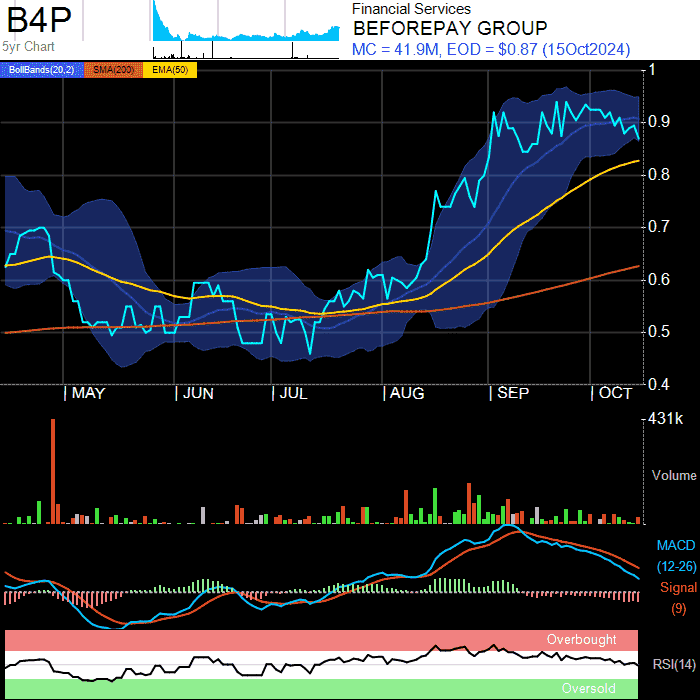 B4P
5yr Chart
Financial Services
BEFOREPAY GROUP
MC = 41.9M, EOD = $0.87 (15Oct2024)
BollBands(20,2) SMA(200) EMA(50)
1
0.9
0.8
0.7
0.6
0.5
0.4
MAY JUN JUL AUG SEP OCT
431k
Volume
MACD
(12-26)
Signal
(9)
Overbought
RSI(14)
Oversold